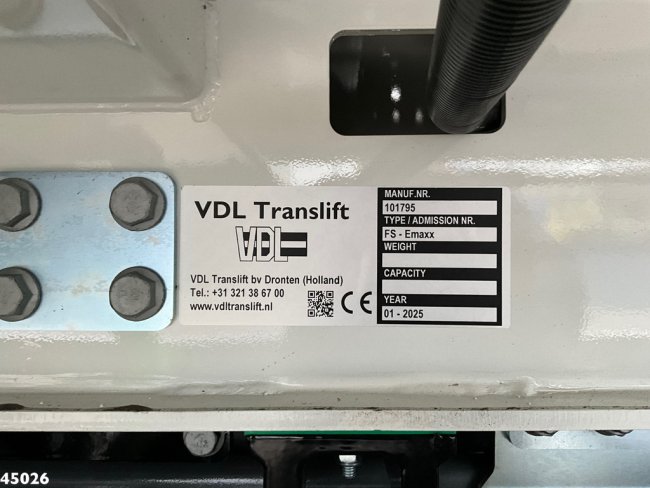 VDL Translift
VDL
VDL Translift bv Dronten (Holland)
Tel.: +31 321 38 67 00
www.vdltranslift.nl
CE
MANUF.NR.
101795
TYPE / ADMISSION NR.
FS - Emaxx
WEIGHT
CAPACITY
YEAR
01 - 2025
45026